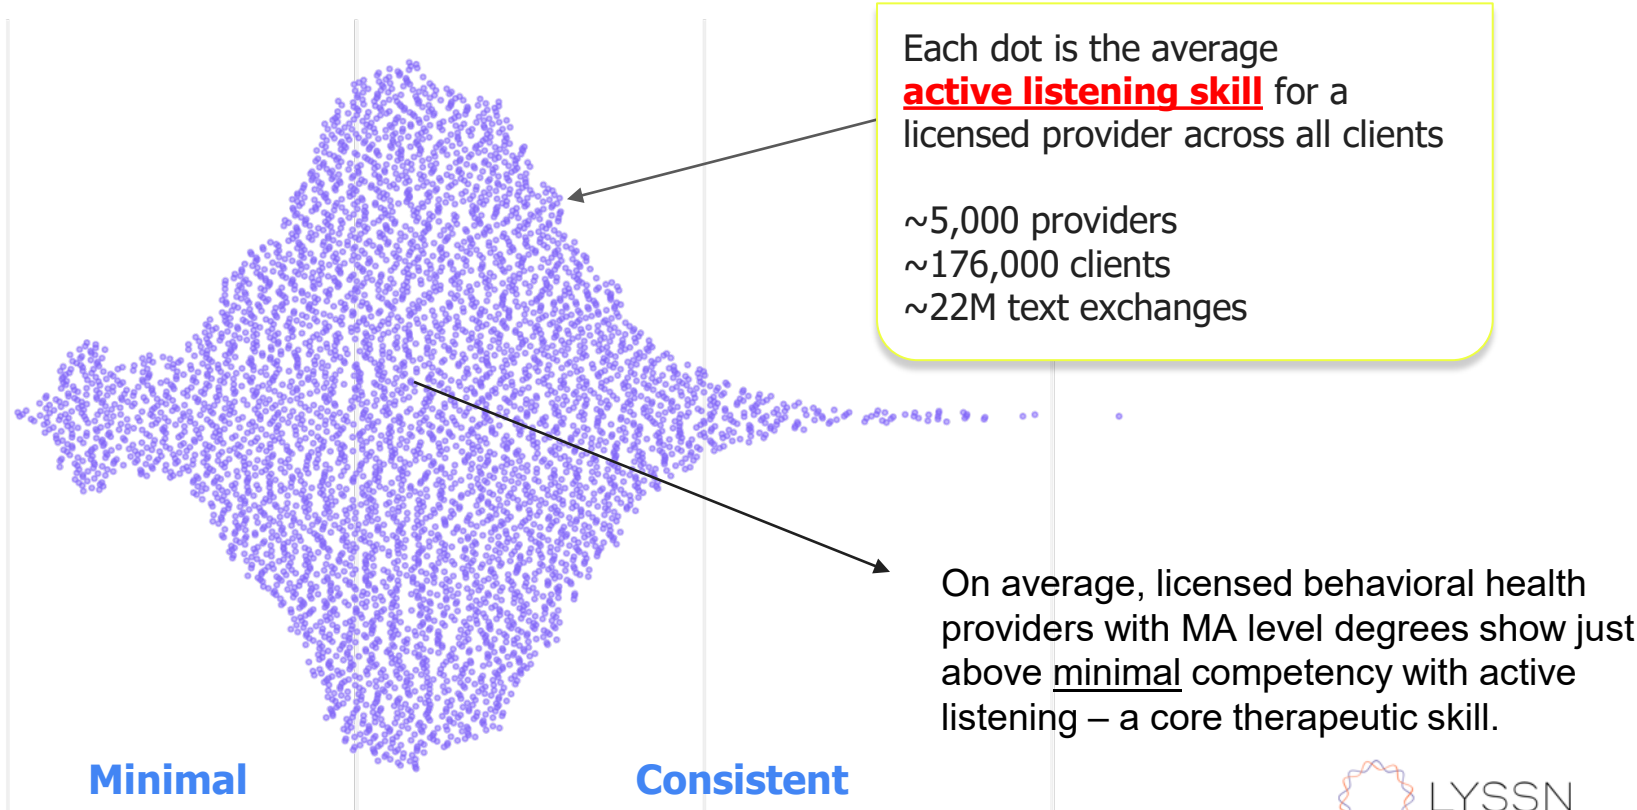 Each dot is the average
active listening skill for a
licensed provider across all clients
~5,000 providers
~176,000 clients
~22M text exchanges
On average, licensed behavioral health
providers with MA level degrees show just
above minimal competency with active
listening – a core therapeutic skill.
Minimal
Consistent
LYSSN